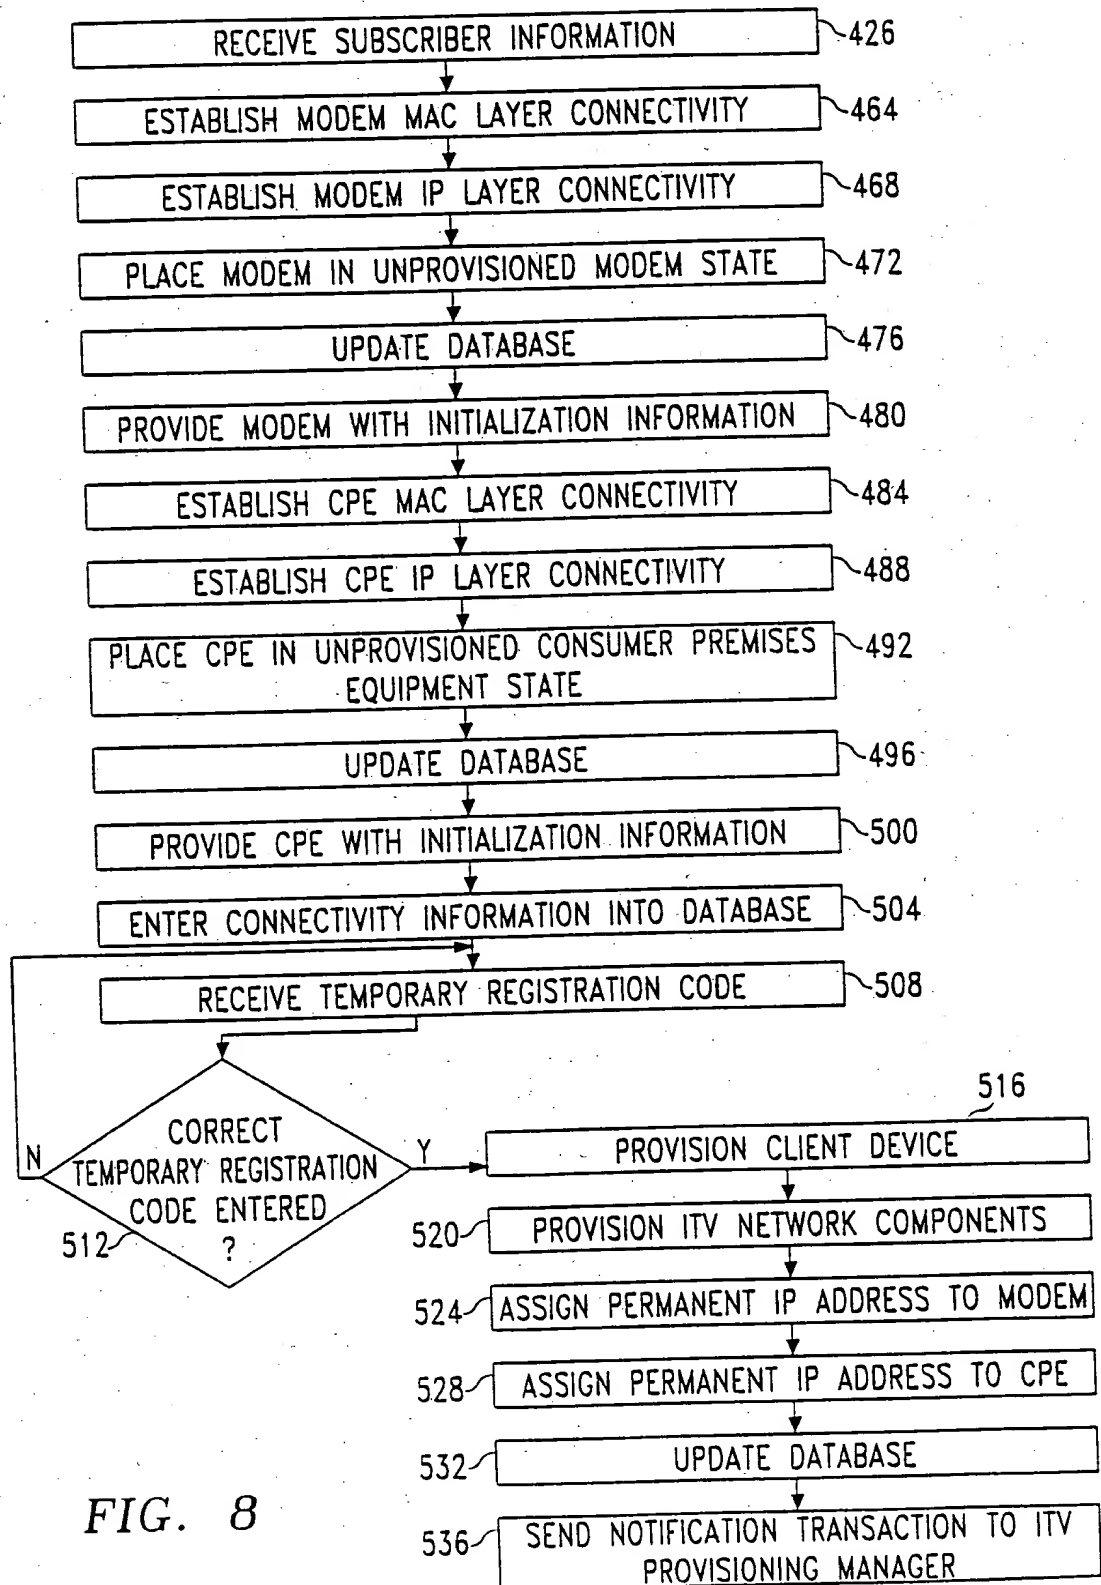 RECEIVE SUBSCRIBER INFORMATION 426
ESTABLISH MODEM MAC LAYER CONNECTIVITY 464
ESTABLISH MODEM IP LAYER CONNECTIVITY 468
PLACE MODEM IN UNPROVISIONED MODEM STATE 472
UPDATE DATABASE 476
PROVIDE MODEM WITH INITIALIZATION INFORMATION 480
ESTABLISH CPE MAC LAYER CONNECTIVITY 484
ESTABLISH CPE IP LAYER CONNECTIVITY 488
PLACE CPE IN UNPROVISIONED CONSUMER PREMISES 492
EQUIPMENT STATE
UPDATE DATABASE 496
PROVIDE CPE WITH INITIALIZATION INFORMATION 500
ENTER CONNECTIVITY INFORMATION INTO DATABASE 504
RECEIVE TEMPORARY REGISTRATION CODE 508
N
CORRECT
TEMPORARY REGISTRATION
CODE ENTERED
?
512
Y
516
PROVISION CLIENT DEVICE
520 PROVISION ITV NETWORK COMPONENTS
524 ASSIGN PERMANENT IP ADDRESS TO MODEM
528 ASSIGN PERMANENT IP ADDRESS TO CPE
532 UPDATE DATABASE
536 SEND NOTIFICATION TRANSACTION TO ITV
PROVISIONING MANAGER
FIG. 8